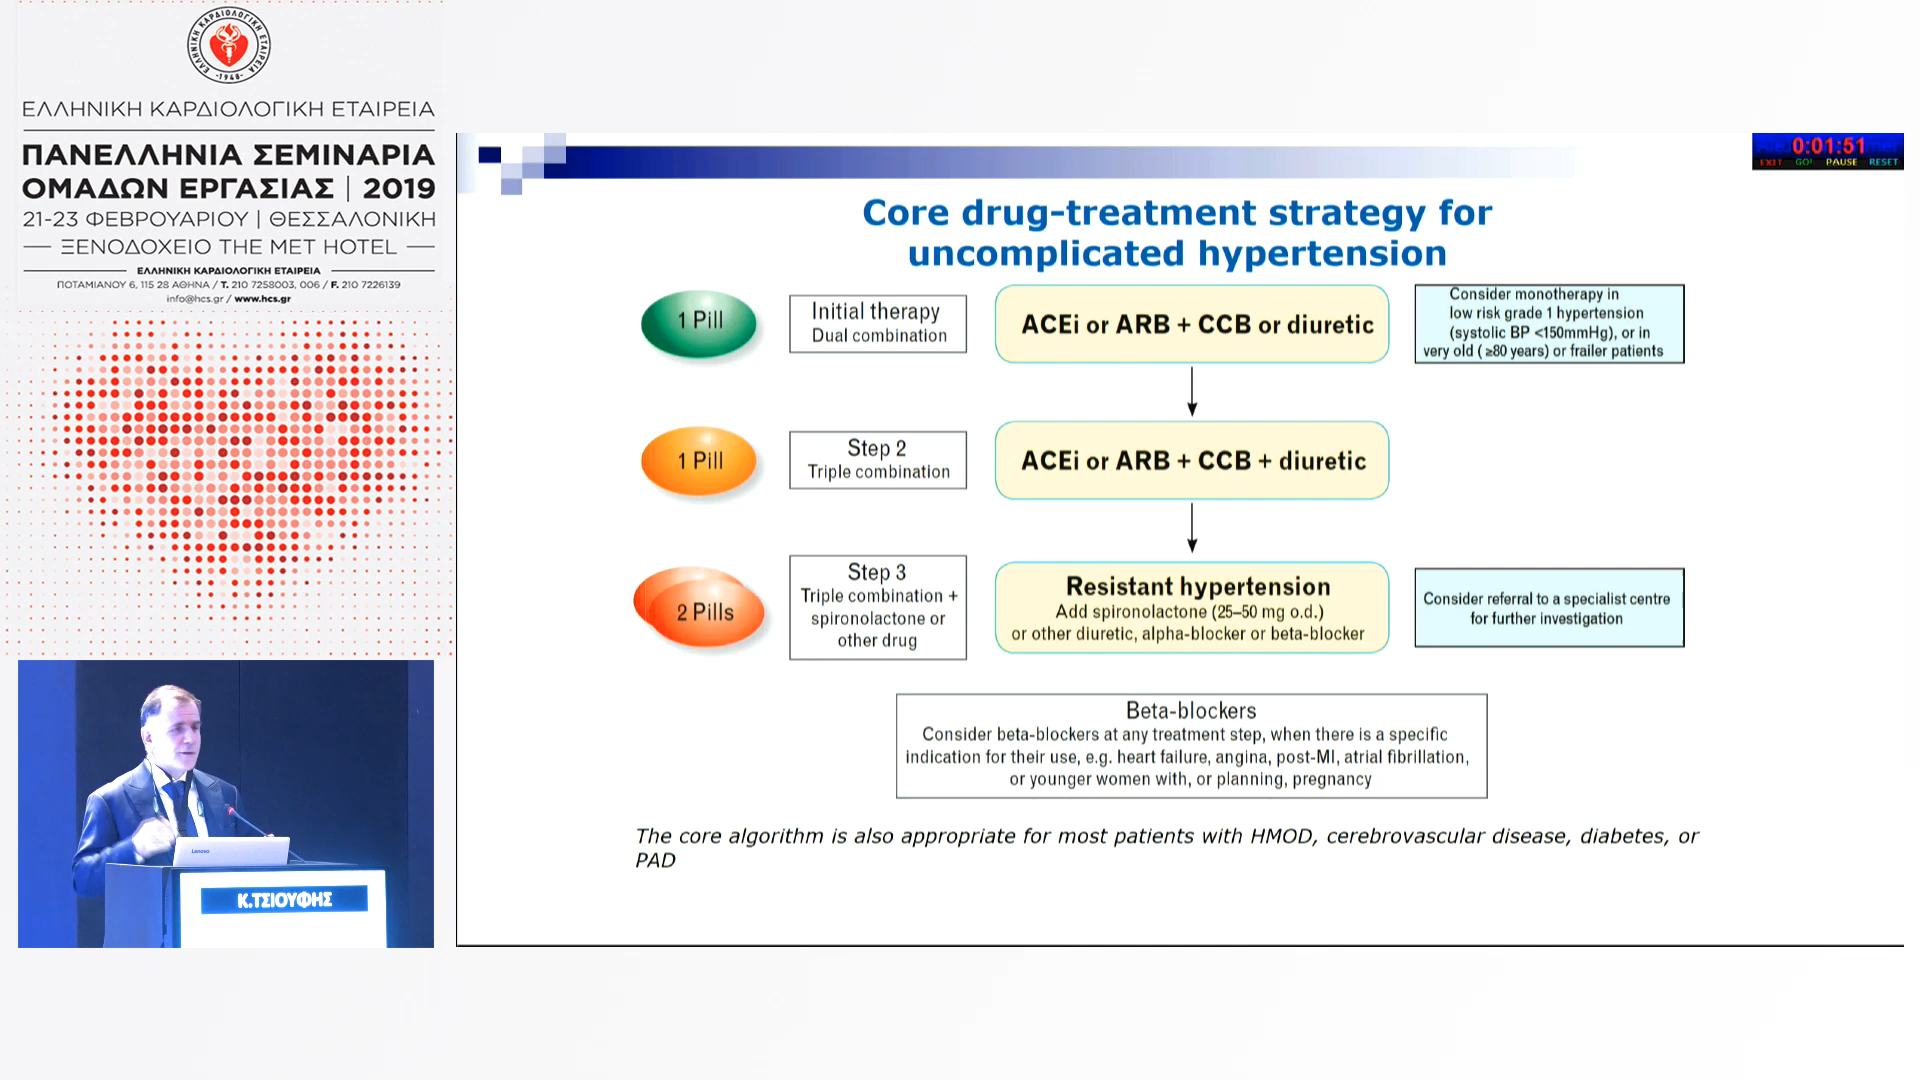 ΕΛΛΗΝΙΚΗ ΚΑΡΔΙΟΛΟΓΙΚΗ ΕΤΑΙΡΕΙΑ
-1948-
ΕΛΛΗΝΙΚΗ ΚΑΡΔΙΟΛΟΓΙΚΗ ΕΤΑΙΡΕΙΑ
ΠΑΝΕΛΛΗΝΙΑ ΣΕΜΙΝΑΡΙΑ
ΟΜΑΔΩΝ ΕΡΓΑΣΙΑΣ | 2019
21-23 ΦΕΒΡΟΥΑΡΙΟΥ | ΘΕΣΣΑΛΟΝΙΚΗ
ΞΕΝΟΔΟΧΕΙΟ THE MET HOTEL
ΕΛΛΗΝΙΚΗ ΚΑΡΔΙΟΛΟΓΙΚΗ ΕΤΑΙΡΕΙΑ
ΠΟΤΑΜΙΑΝΟΥ 6, 115 28 ΑΘΗΝΑ / T. 210 7258003, 006 / F. 210 7226139
info@hcs.gr / www.hcs.gr
Lenovo
Κ.ΤΣΙΟΥΦΗΣ
0:01:51
EXIT GO! PAUSE RESET
Core drug-treatment strategy for
uncomplicated hypertension
1 Pill
Initial therapy
Dual combination
ACEi or ARB + CCB or diuretic
Consider monotherapy in
low risk grade 1 hypertension
(systolic BP <150mmHg), or in
very old ( ≥80 years) or frailer patients
1 Pill
Step 2
Triple combination
ACEi or ARB + CCB + diuretic
2 Pills
Step 3
Triple combination +
spironolactone or
other drug
Resistant hypertension
Add spironolactone (25–50 mg o.d.)
or other diuretic, alpha-blocker or beta-blocker
Consider referral to a specialist centre
for further investigation
Beta-blockers
Consider beta-blockers at any treatment step, when there is a specific
indication for their use, e.g. heart failure, angina, post-MI, atrial fibrillation,
or younger women with, or planning, pregnancy
The core algorithm is also appropriate for most patients with HMOD, cerebrovascular disease, diabetes, or
PAD